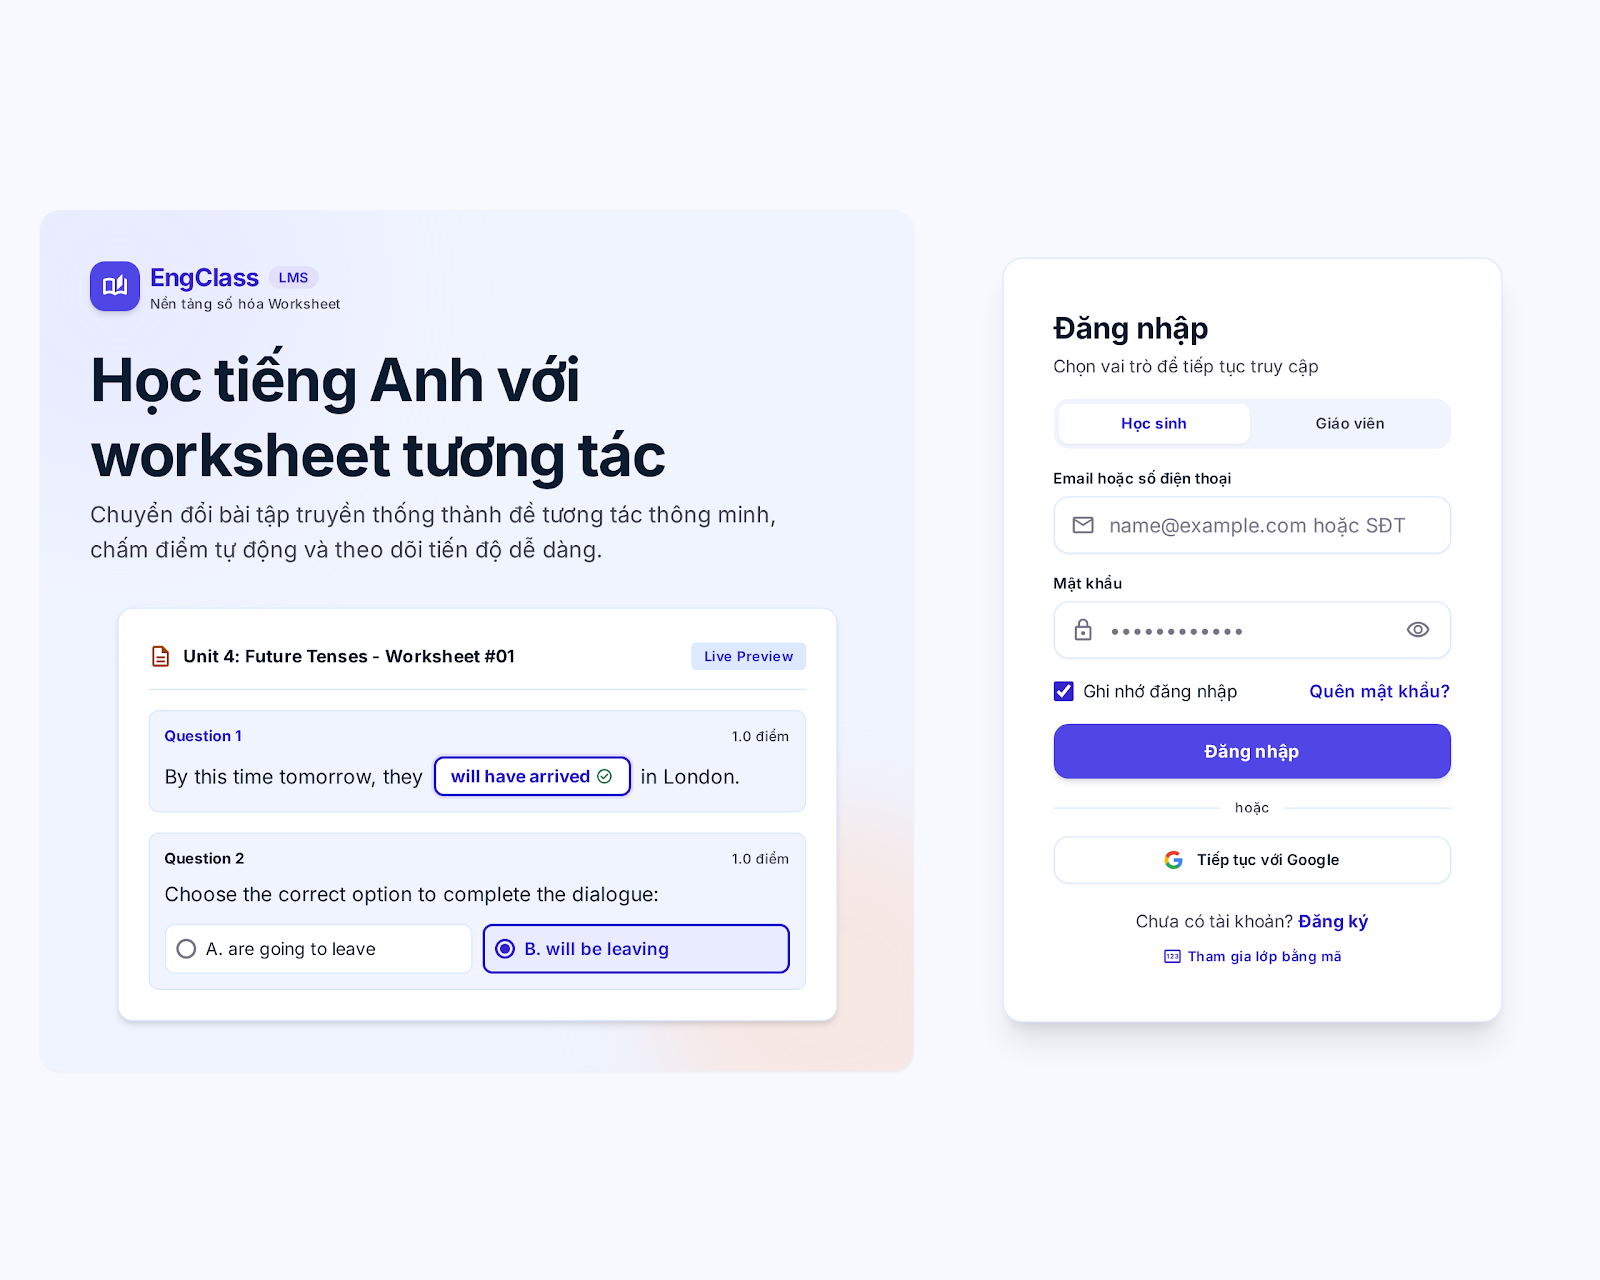 EngClass LMS
Nền tảng số hóa Worksheet
Học tiếng Anh với
worksheet tương tác
Chuyển đổi bài tập truyền thống thành đề tương tác thông minh,
chấm điểm tự động và theo dõi tiến độ dễ dàng.
Unit 4: Future Tenses - Worksheet #01
Live Preview
Question 1
1.0 điểm
By this time tomorrow, they will have arrived in London.
Question 2
1.0 điểm
Choose the correct option to complete the dialogue:
A. are going to leave
B. will be leaving
Đăng nhập
Chọn vai trò để tiếp tục truy cập
Học sinh
Giáo viên
Email hoặc số điện thoại
name@example.com hoặc SĐT
Mật khẩu
••••••••••••
Ghi nhớ đăng nhập
Quên mật khẩu?
Đăng nhập
hoặc
Tiếp tục với Google
Chưa có tài khoản? Đăng ký
123 Tham gia lớp bằng mã